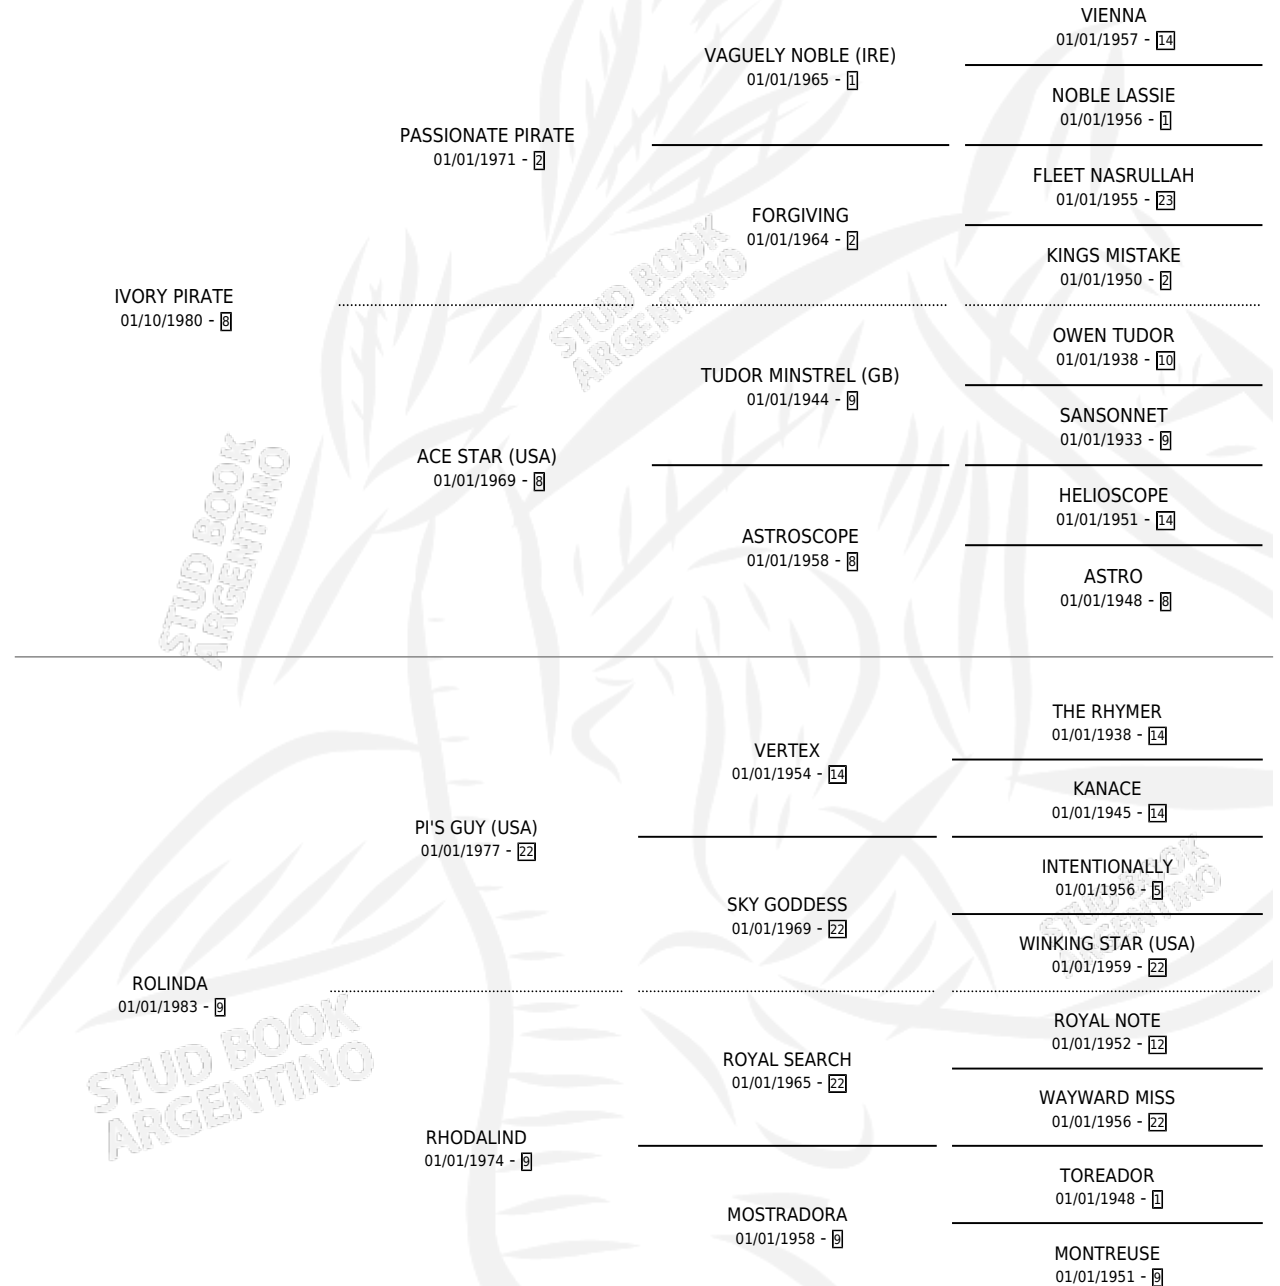 VIENNA
01/01/1957 - 14
VAGUELY NOBLE (IRE)
01/01/1965 - 1
NOBLE LASSIE
01/01/1956 - 1
PASSIONATE PIRATE
01/01/1971 - 2
FLEET NASRULLAH
01/01/1955 - 23
FORGIVING
01/01/1964 - 2
KINGS MISTAKE
01/01/1950 - 2
IVORY PIRATE
01/10/1980 - 8
OWEN TUDOR
01/01/1938 - 10
TUDOR MINSTREL (GB)
01/01/1944 - 9
SANSONNET
01/01/1933 - 9
ACE STAR (USA)
01/01/1969 - 8
HELIOSCOPE
01/01/1951 - 14
ASTROSCOPE
01/01/1958 - 8
ASTRO
01/01/1948 - 8
THE RHYMER
01/01/1938 - 14
VERTEX
01/01/1954 - 14
KANACE
01/01/1945 - 14
PI'S GUY (USA)
01/01/1977 - 22
INTENTIONALLY
01/01/1956 - 5
SKY GODDESS
01/01/1969 - 22
WINKING STAR (USA)
01/01/1959 - 22
ROLINDA
01/01/1983 - 9
ROYAL NOTE
01/01/1952 - 12
ROYAL SEARCH
01/01/1965 - 22
WAYWARD MISS
01/01/1956 - 22
RHODALIND
01/01/1974 - 9
TOREADOR
01/01/1948 - 1
MOSTRADORA
01/01/1958 - 9
MONTREUSE
01/01/1951 - 9
STUD BOOK
ARGENTINO
STUD BOOK
ARGENTINO
STUD BOOK
ARGENTINO
STUD BOOK
ARGENTINO